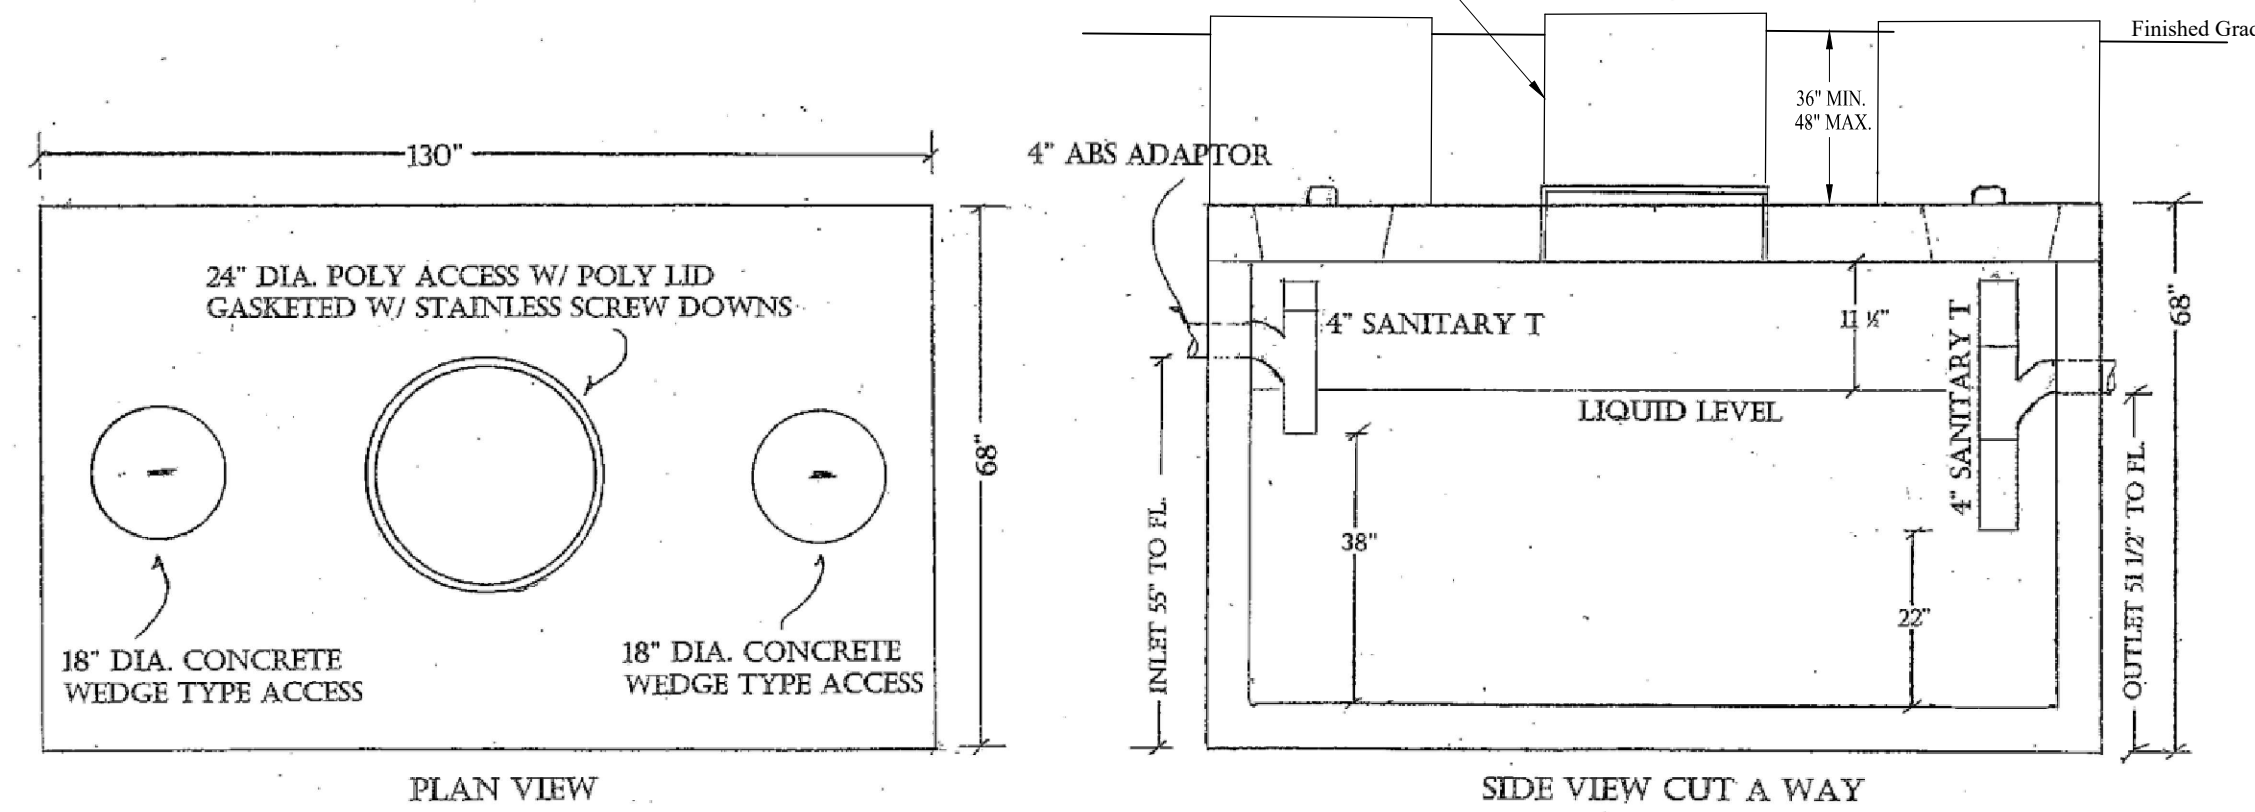 130"
24" DIA. POLY ACCESS W/ POLY LID
GASKETED W/ STAINLESS SCREW DOWNS
68"
18" DIA. CONCRETE
WEDGE TYPE ACCESS
18" DIA. CONCRETE
WEDGE TYPE ACCESS
PLAN VIEW
Finished Grad
36" MIN.
48" MAX.
4" ABS ADAPTOR
4" SANITARY T
11 ½"
4" SANITARY T
68"
LIQUID LEVEL
INLET 55" TO FL.
38"
22"
OUTLET 51 1/2" TO FL.
SIDE VIEW CUT A WAY